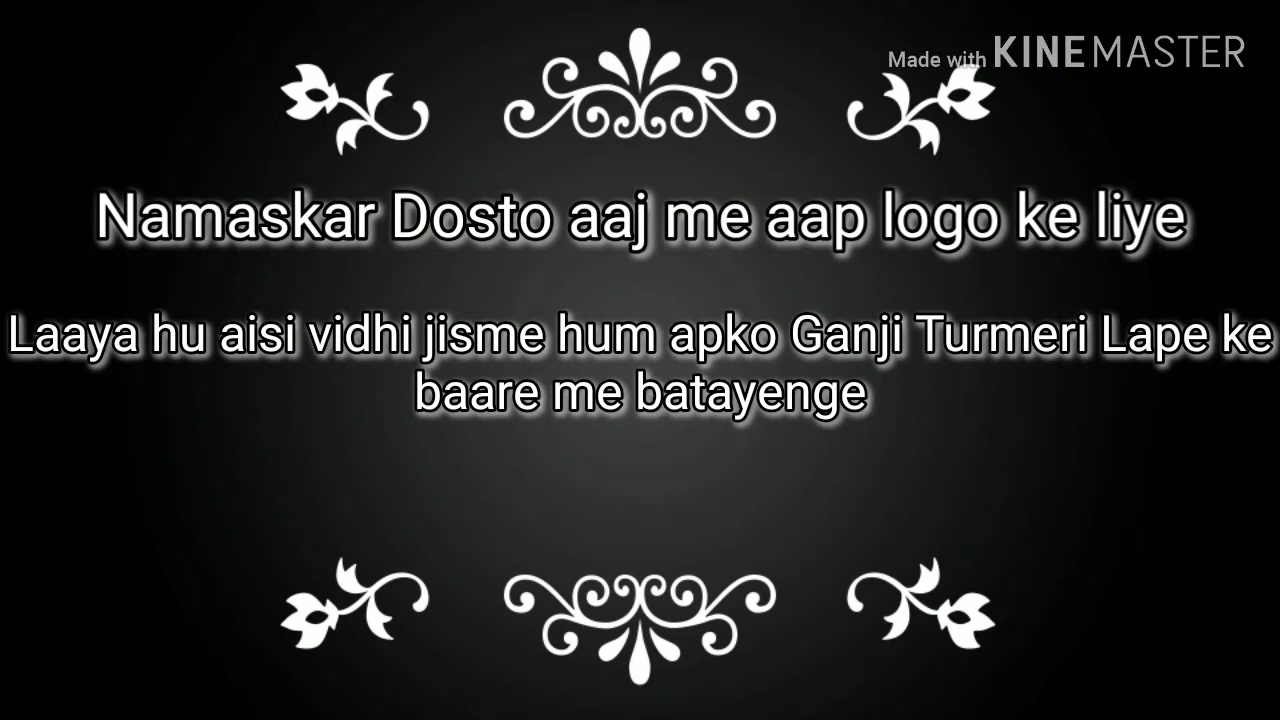 Made with KINEMASTER
Namaskar Dosto aaj me aap logo ke liye
Laaya hu aisi vidhi jisme hum apko Ganji Turmeri Lape ke
baare me batayenge